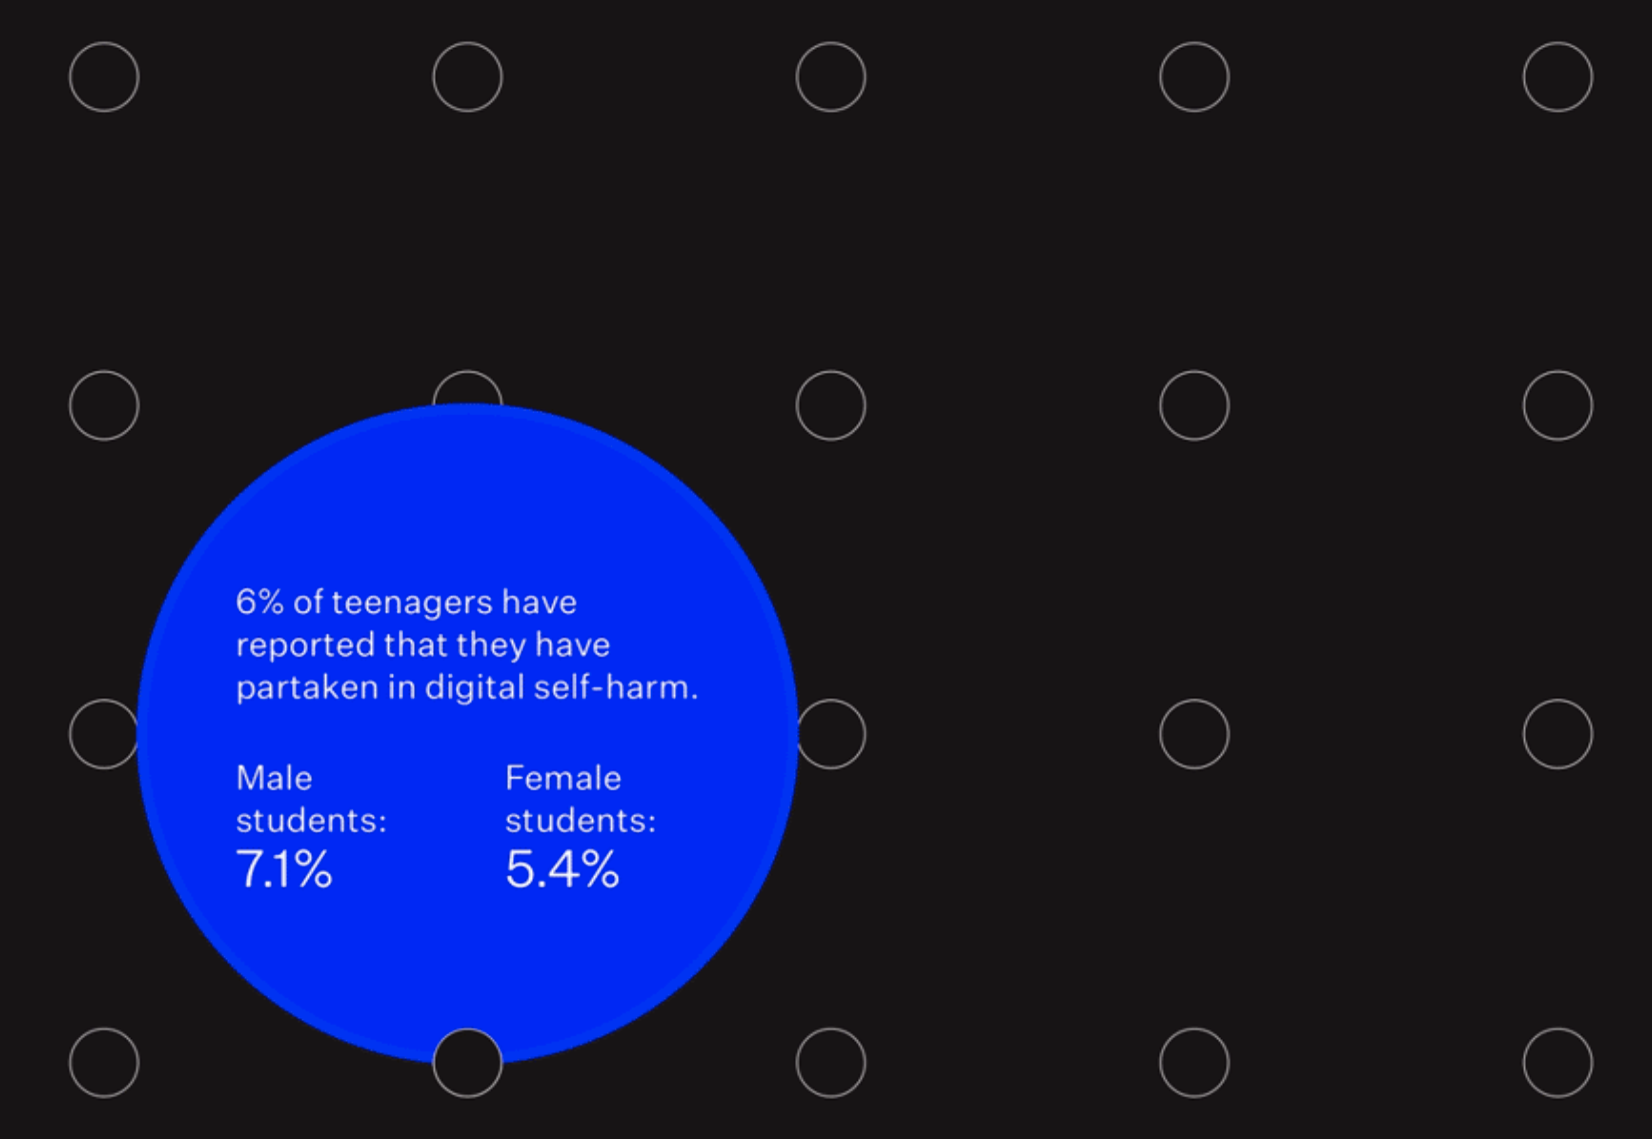 6% of teenagers have
reported that they have
partaken in digital self-harm.
Male
students:
7.1%
Female
students:
5.4%